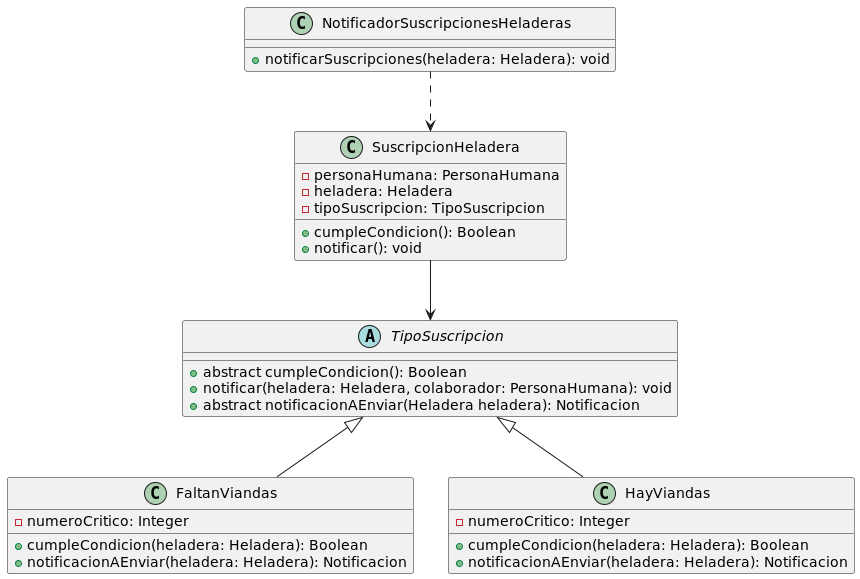 C NotificadorSuscripcionesHeladeras
notificarSuscripciones(heladera: Heladera): void
C SuscripcionHeladera
personaHumana: PersonaHumana
heladera: Heladera
tipoSuscripcion: TipoSuscripcion
cumpleCondicion(): Boolean
notificar(): void
A TipoSuscripcion
abstract cumpleCondicion(): Boolean
notificar(heladera: Heladera, colaborador: PersonaHumana): void
abstract notificacionAEnviar(Heladera heladera): Notificacion
C FaltanViandas
numeroCritico: Integer
cumpleCondicion(heladera: Heladera): Boolean
notificacionAEnviar(heladera: Heladera): Notificacion
C HayViandas
numeroCritico: Integer
cumpleCondicion(heladera: Heladera): Boolean
notificacionAEnviar(heladera: Heladera): Notificacion